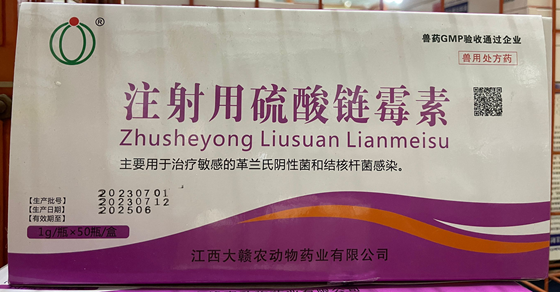 ®
兽药GMP验收通过企业
兽用处方药
注射用硫酸链霉素
Zhusheyong Liusuan Lianmeisu
主要用于治疗敏感的革兰氏阴性菌和结核杆菌感染。
【生产批号】 20230701
【生产日期】 20230712
【有效期至】 202506
1g/瓶×50瓶/盒
江西大赣农动物药业有限公司